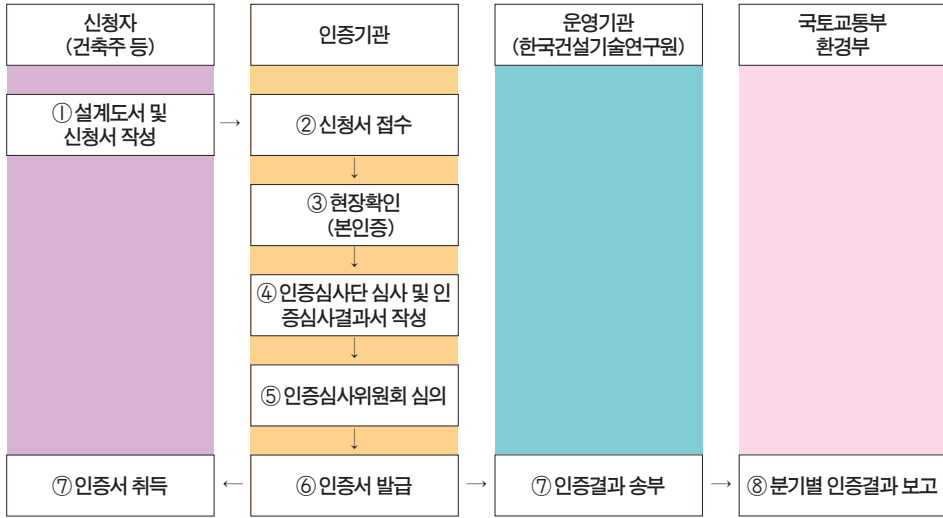 신청자
(건축주 등)
인증기관
운영기관
(한국건설기술연구원)
국토교통부
환경부
① 설계도서 및
신청서 작성
→
② 신청서 접수
↓
③ 현장확인
(본인증)
↓
④ 인증심사단 심사 및 인
증심사결과서 작성
↓
⑤ 인증심사위원회 심의
↓
⑦ 인증서 취득
←
⑥ 인증서 발급
→
⑦ 인증결과 송부
→
⑧ 분기별 인증결과 보고